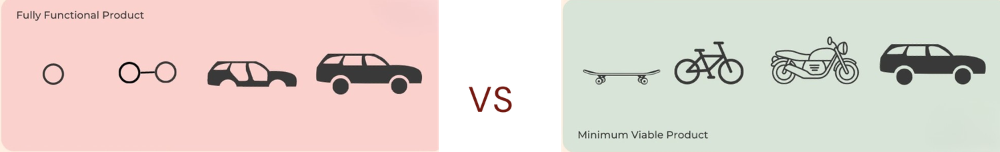 Fully Functional Product
VS
Minimum Viable Product